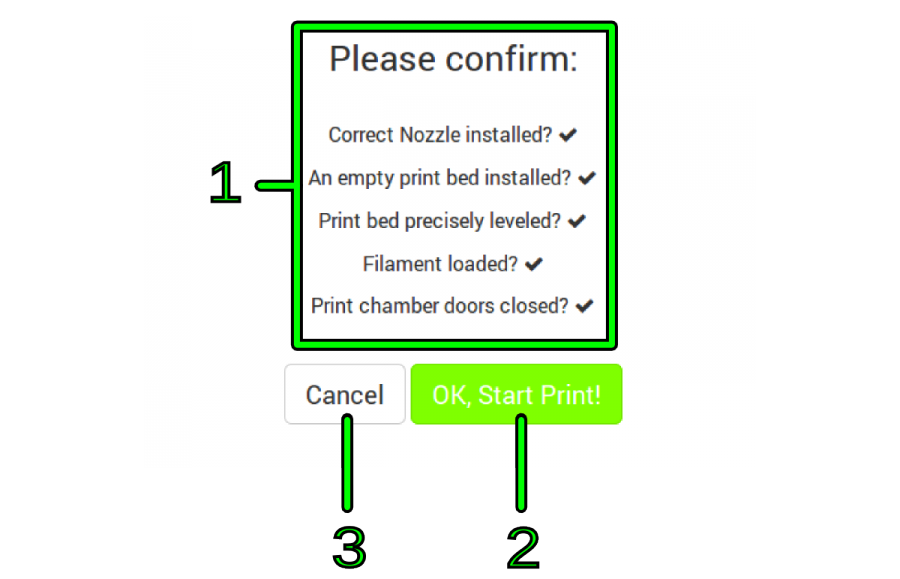 Please confirm:
Correct Nozzle installed? ✔
1
An empty print bed installed? ✔
Print bed precisely leveled? ✔
Filament loaded? ✔
Print chamber doors closed? ✔
Cancel
OK, Start Print!
3
2